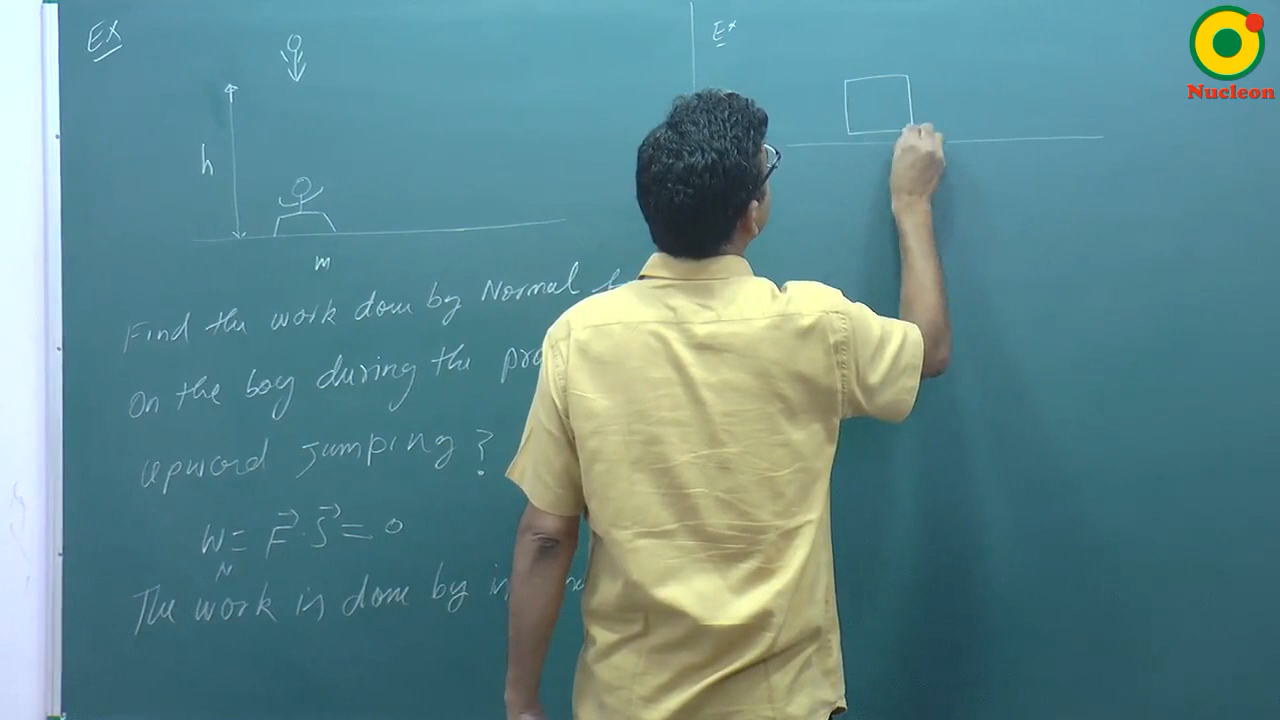 Ex
h
m
Find the work done by Normal
On the boy during the
upward Jumping?
W = F⃗·S⃗ = 0
N
The work is done by
Ex
Nucleon